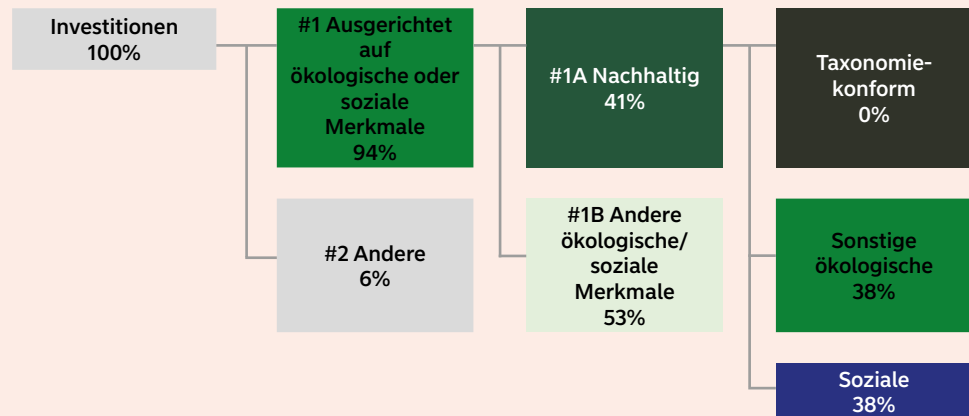 Investitionen
100%
#1 Ausgerichtet
auf
ökologische oder
soziale
Merkmale
94%
#1A Nachhaltig
41%
Taxonomie-
konform
0%
#2 Andere
6%
#1B Andere
ökologische/
soziale
Merkmale
53%
Sonstige
ökologische
38%
Soziale
38%